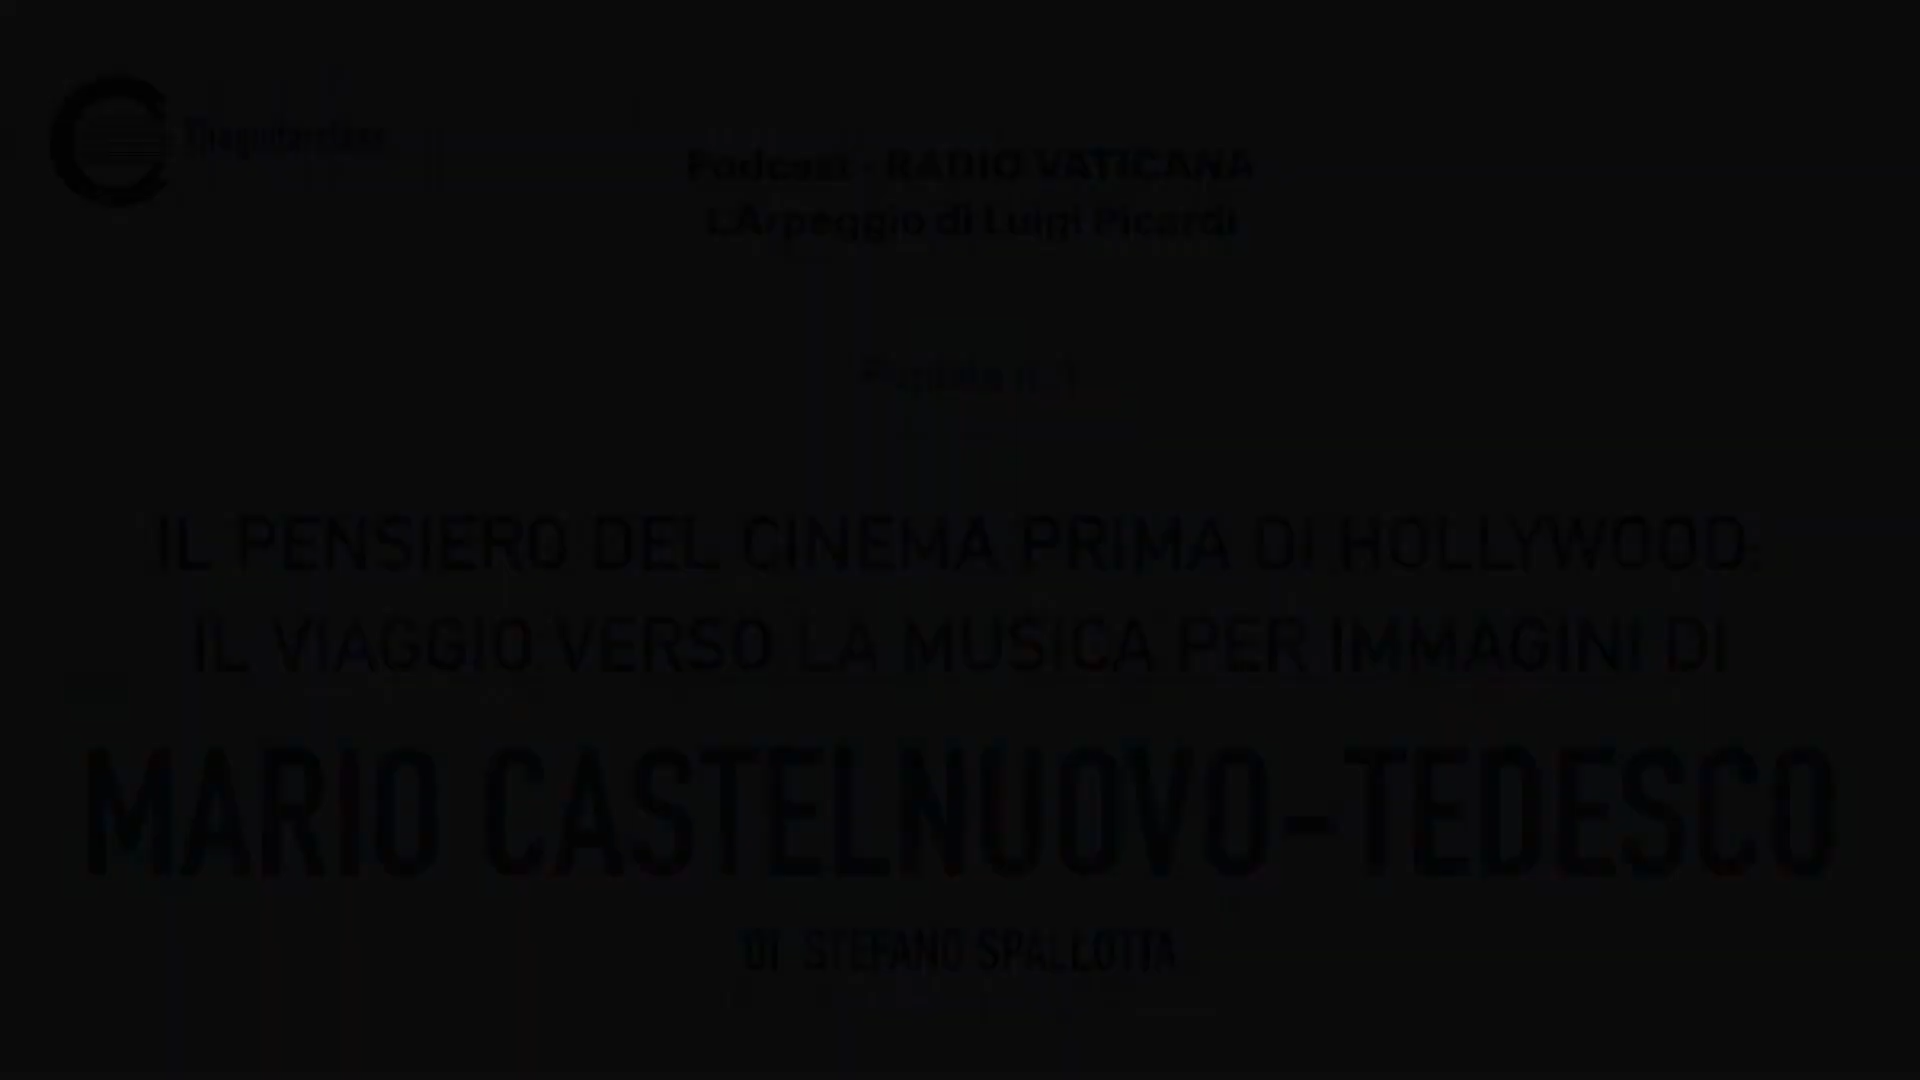 Theguitarclass
Podcast - RADIO VATICANA
L'Arpeggio di Luigi Picardi
IL PENSIERO DEL CINEMA PRIMA DI HOLLYWOOD:
IL VIAGGIO VERSO LA MUSICA PER IMMAGINI DI
MARIO CASTELNUOVO-TEDESCO
DI STEFANO SPALLOTTA